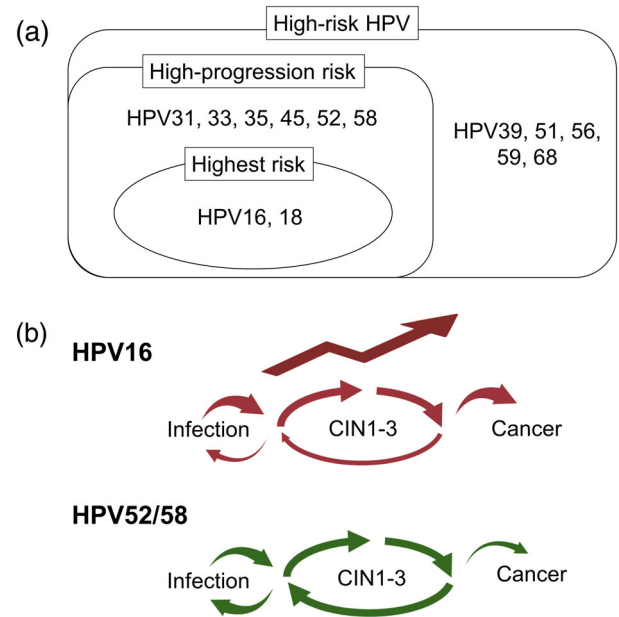 (a)
High-risk HPV
High-progression risk
HPV31, 33, 35, 45, 52, 58
HPV39, 51, 56,
59, 68
Highest risk
HPV16, 18
(b)
HPV16
Infection
CIN1-3
Cancer
HPV52/58
Infection
CIN1-3
Cancer